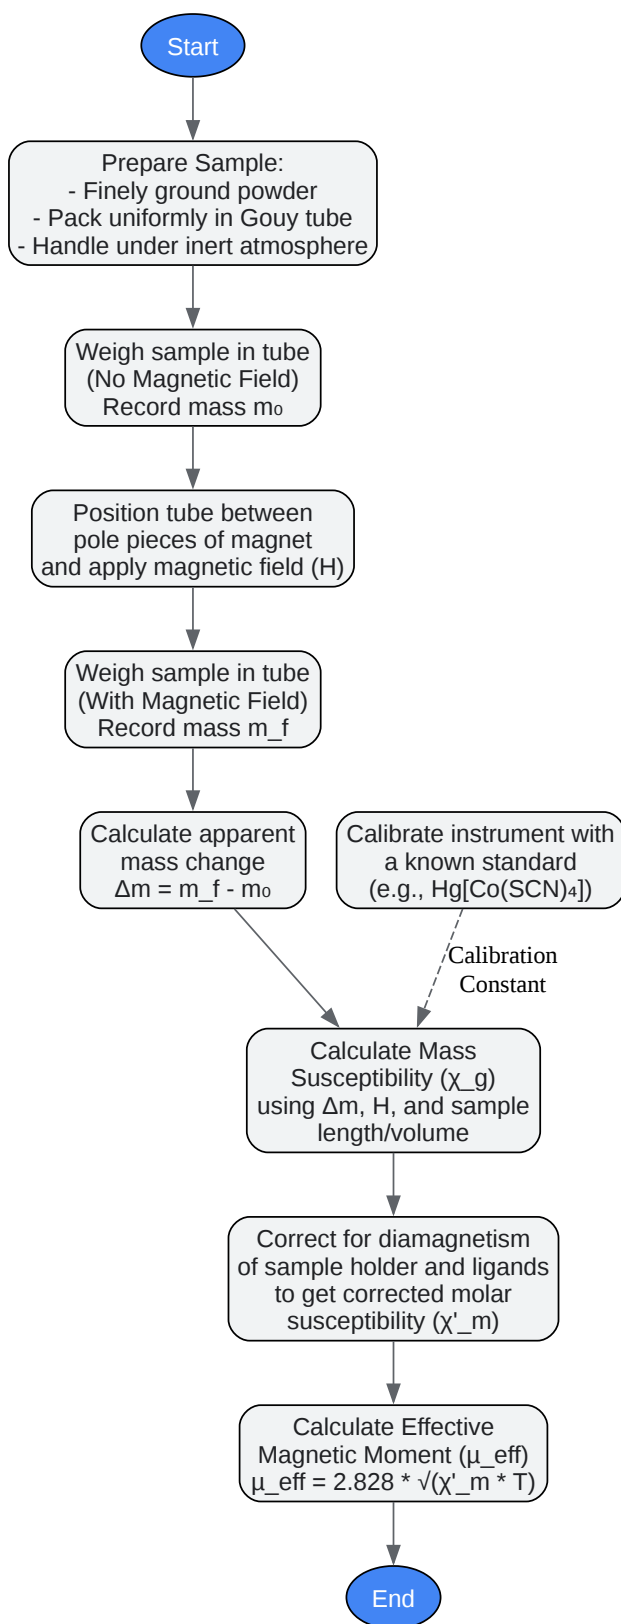 Start
Prepare Sample:
- Finely ground powder
- Pack uniformly in Gouy tube
- Handle under inert atmosphere
Weigh sample in tube
(No Magnetic Field)
Record mass m₀
Position tube between
pole pieces of magnet
and apply magnetic field (H)
Weigh sample in tube
(With Magnetic Field)
Record mass m_f
Calculate apparent
mass change
Δm = m_f - m₀
Calibrate instrument with
a known standard
(e.g., Hg[Co(SCN)₄])
Calibration
Constant
Calculate Mass
Susceptibility (χ_g)
using Δm, H, and sample
length/volume
Correct for diamagnetism
of sample holder and ligands
to get corrected molar
susceptibility (χ'_m)
Calculate Effective
Magnetic Moment (μ_eff)
μ_eff = 2.828 * √(χ'_m * T)
End